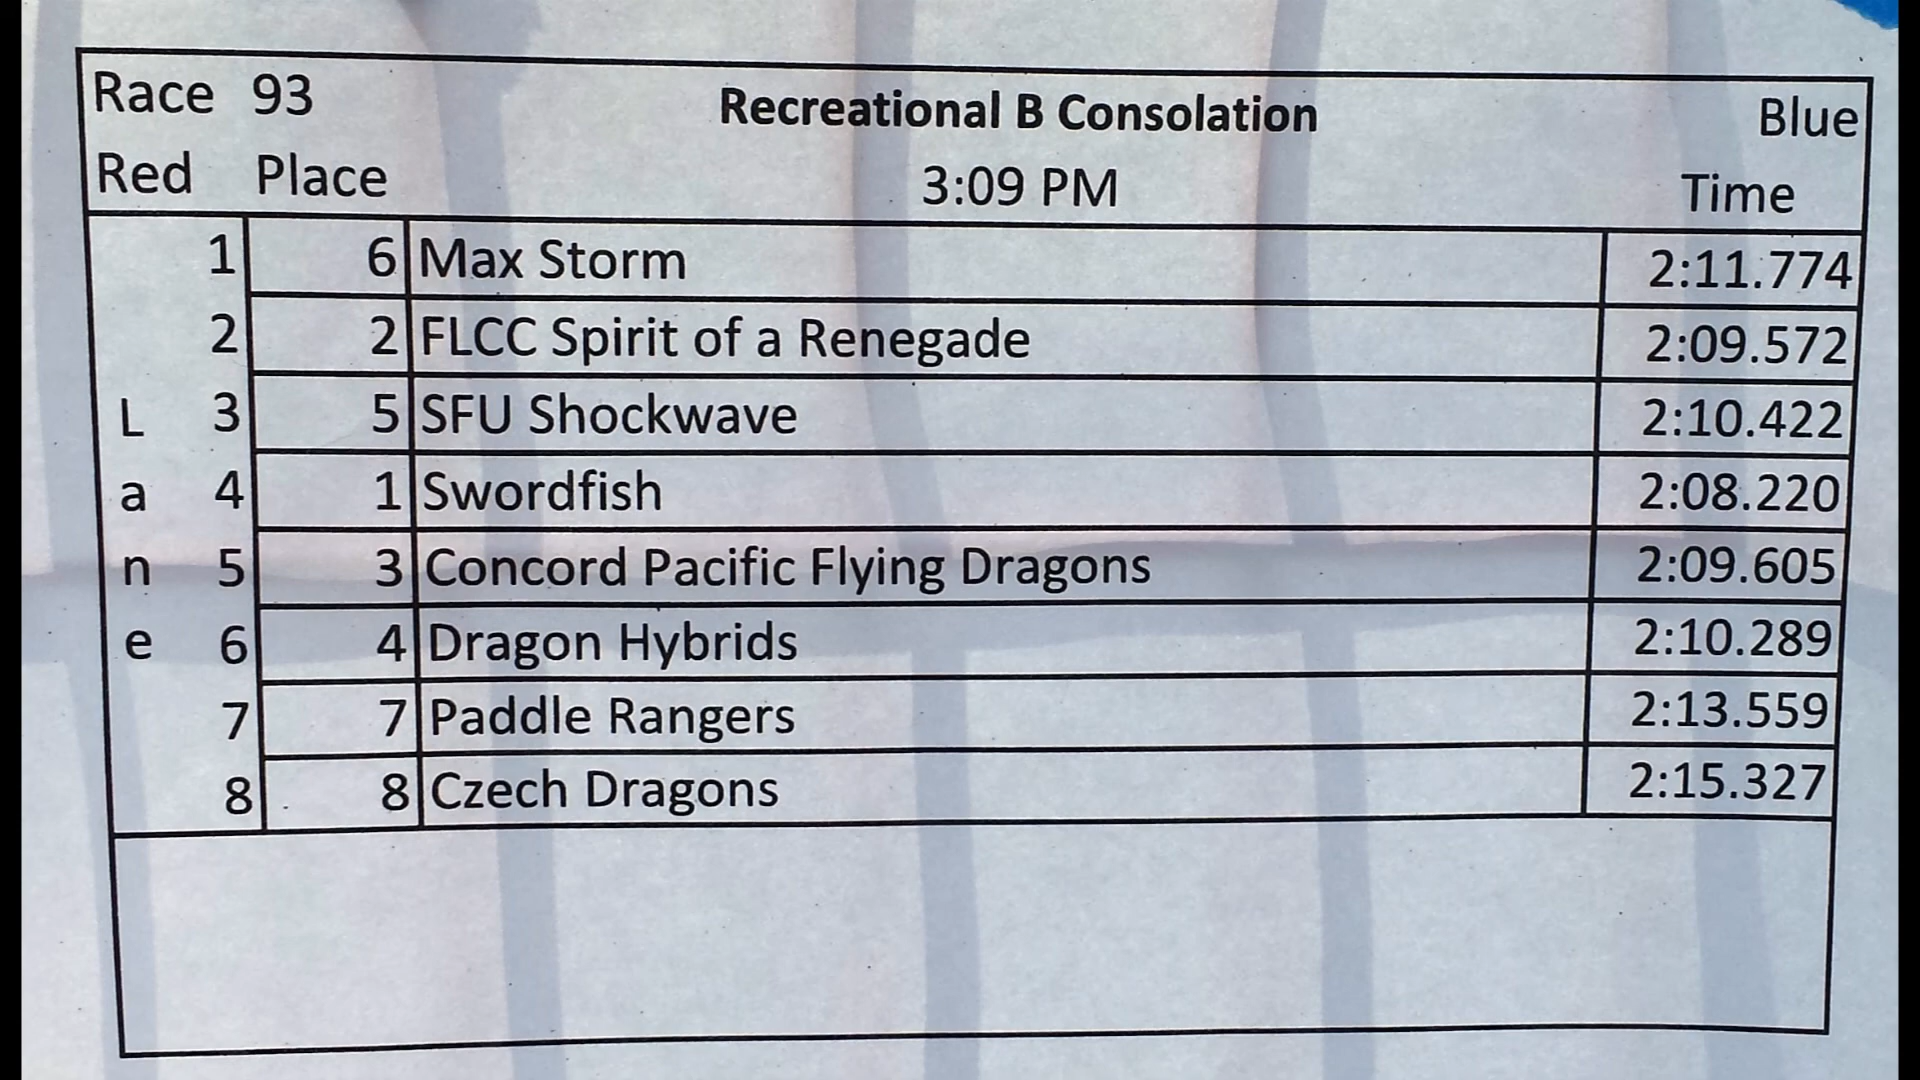 Race 93 Recreational B Consolation Blue
Red Place 3:09 PM Time
1 6 Max Storm 2:11.774
2 2 FLCC Spirit of a Renegade 2:09.572
L 3 5 SFU Shockwave 2:10.422
a 4 1 Swordfish 2:08.220
n 5 3 Concord Pacific Flying Dragons 2:09.605
e 6 4 Dragon Hybrids 2:10.289
7 7 Paddle Rangers 2:13.559
8 8 Czech Dragons 2:15.327